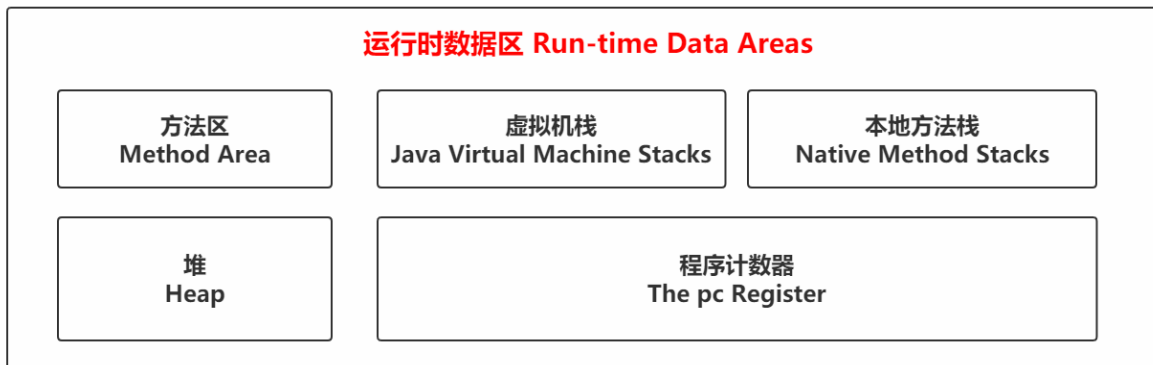 运行时数据区 Run-time Data Areas
方法区
Method Area
虚拟机栈
Java Virtual Machine Stacks
本地方法栈
Native Method Stacks
堆
Heap
程序计数器
The pc Register